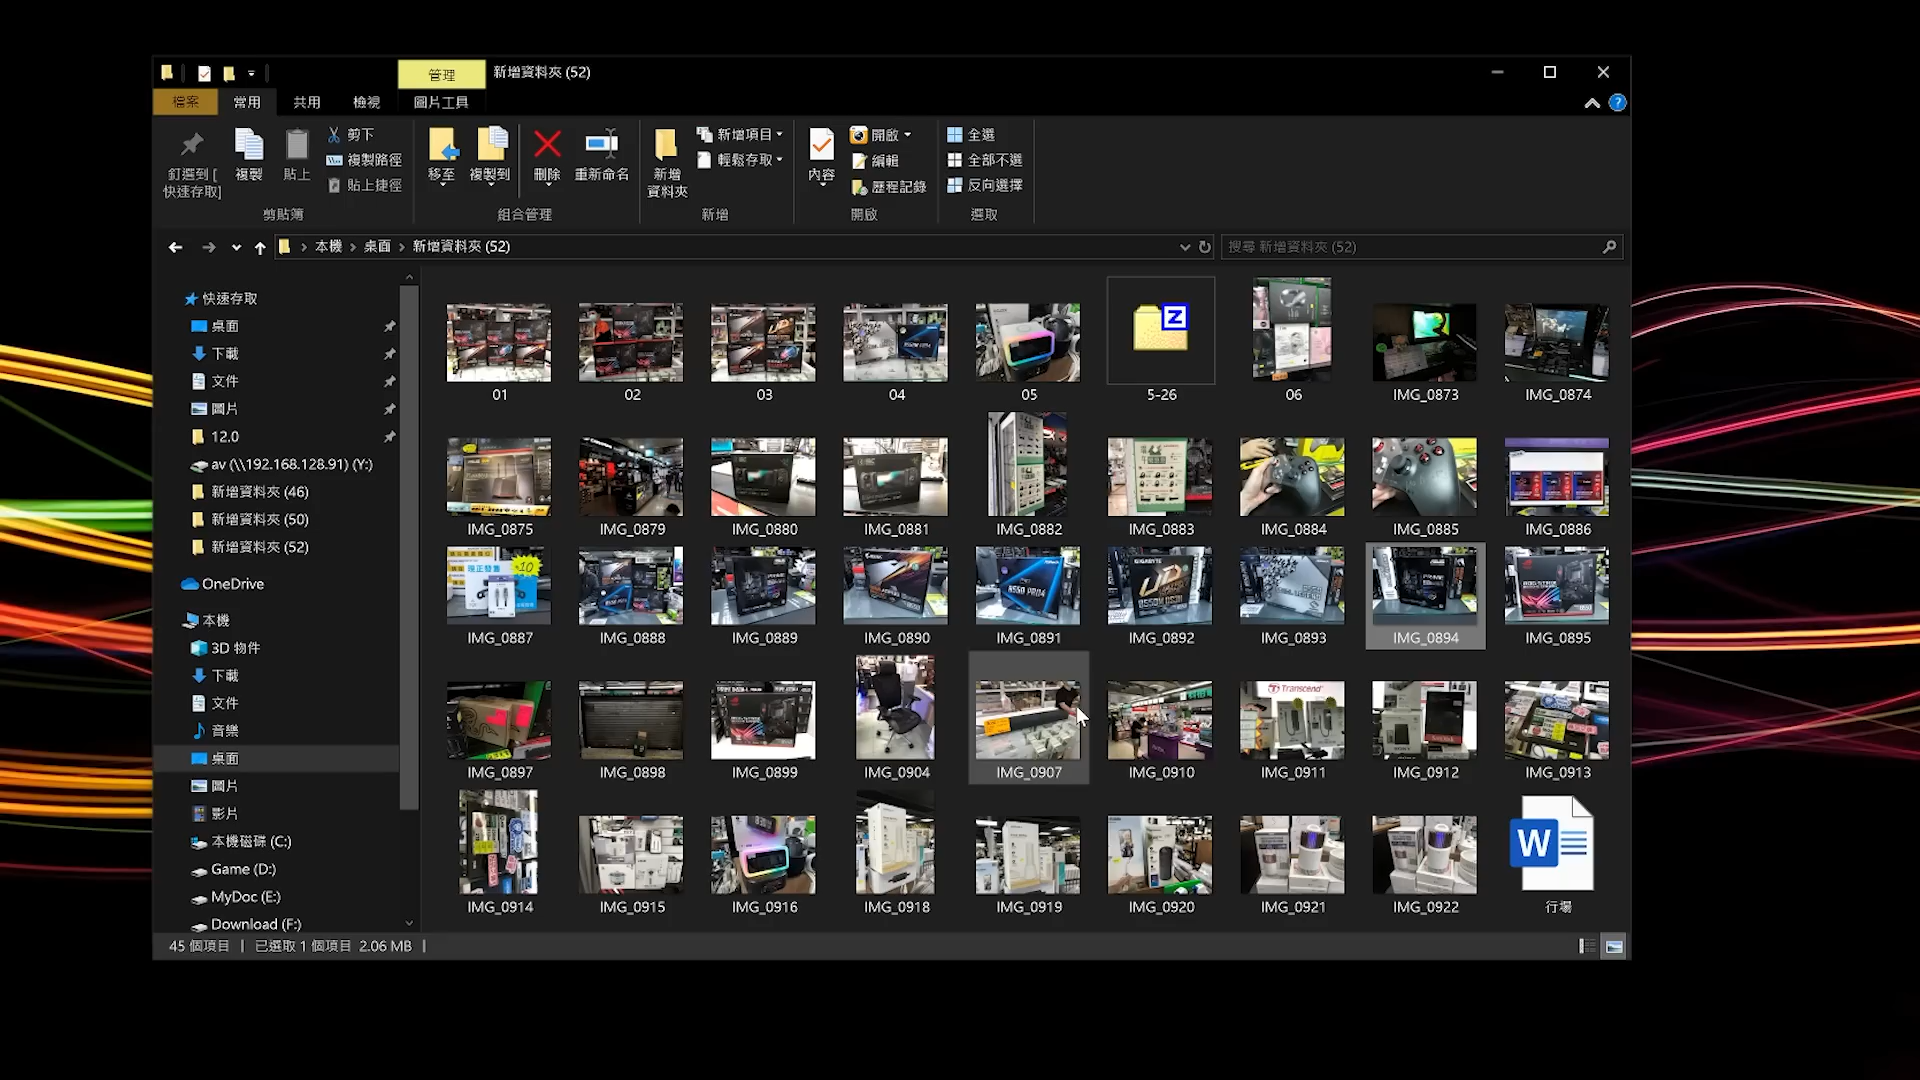 管理
新增資料夾 (52)
檔案
常用
共用
檢視
圖片工具
釘選到 [
快速存取]
複製
貼上
剪下
複製路徑
貼上捷徑
剪貼簿
移至
複製到
刪除
重新命名
組合管理
新增
資料夾
新增項目
輕鬆存取
新增
內容
開啟
編輯
歷程記錄
開啟
全選
全部不選
反向選擇
選取
本機
桌面
新增資料夾 (52)
搜尋 新增資料夾 (52)
快速存取
桌面
下載
文件
圖片
12.0
av (\\192.168.128.91) (Y:)
新增資料夾 (46)
新增資料夾 (50)
新增資料夾 (52)
OneDrive
本機
3D 物件
下載
文件
音樂
桌面
圖片
影片
本機磁碟 (C:)
Game (D:)
MyDoc (E:)
Download (F:)
01
02
03
04
05
Z
5-26
06
IMG_0873
IMG_0874
IMG_0875
IMG_0879
IMG_0880
IMG_0881
IMG_0882
IMG_0883
IMG_0884
IMG_0885
IMG_0886
IMG_0887
IMG_0888
IMG_0889
IMG_0890
IMG_0891
IMG_0892
IMG_0893
IMG_0894
IMG_0895
IMG_0897
IMG_0898
IMG_0899
IMG_0904
IMG_0907
IMG_0910
IMG_0911
IMG_0912
IMG_0913
IMG_0914
IMG_0915
IMG_0916
IMG_0918
IMG_0919
IMG_0920
IMG_0921
IMG_0922
W
行場
45 個項目
已選取 1 個項目 2.06 MB